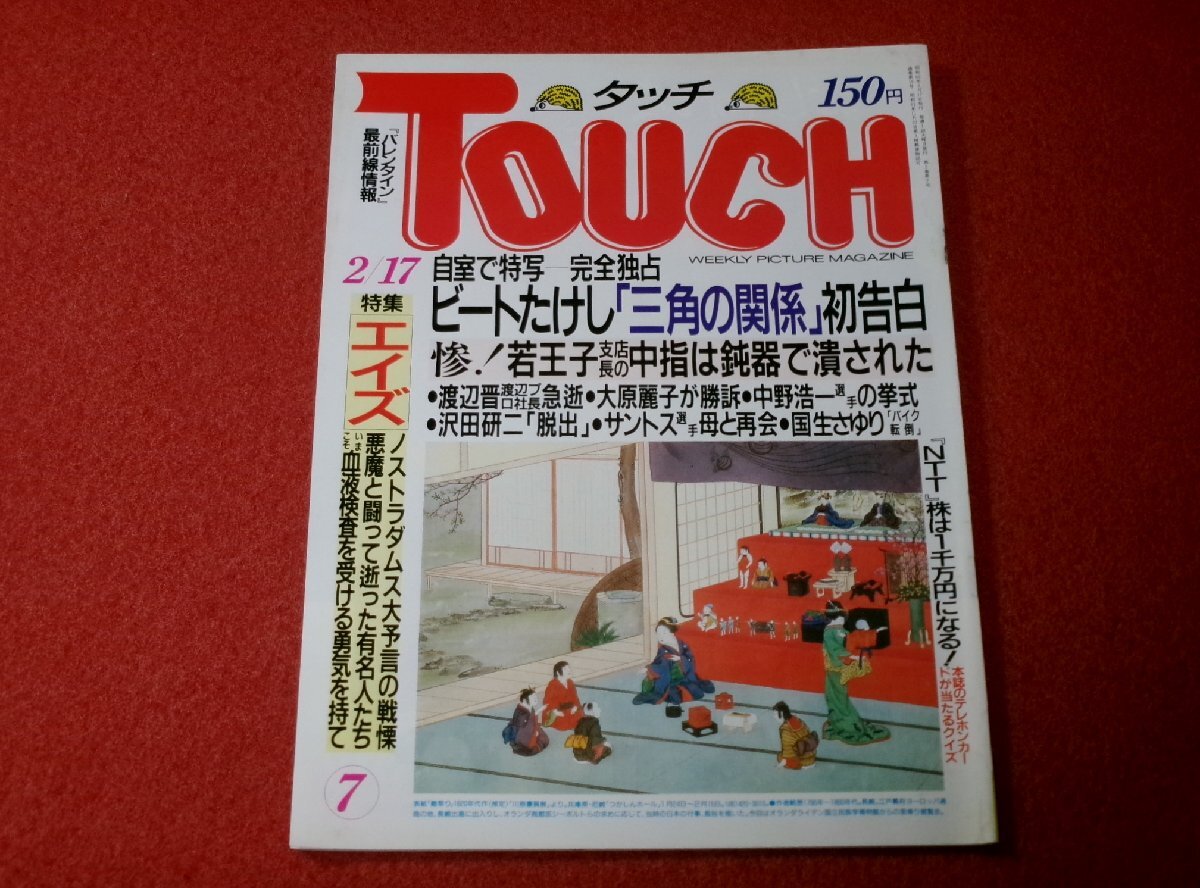 タッチ
150円
TOUCH
WEEKLY PICTURE MAGAZINE
『バレンタイン』
最前線情報
2/17
自室で特写―完全独占
ビートたけし「三角の関係」初告白
惨！若王子支店長の中指は鈍器で潰された
・渡辺晋渡辺プロ社長急逝・大原麗子が勝訴・中野浩一選手の挙式
・沢田研二「脱出」・サントス選手母と再会・国生さゆり「バイク転倒」
特集
エイズ
ノストラダムス大予言の戦慄
悪魔と闘って逝った有名人たち
いまこそ、血液検査を受ける勇気を持て
『NTT』株は1千万円になる！
本誌のテレホンカードが当たるクイズ
7